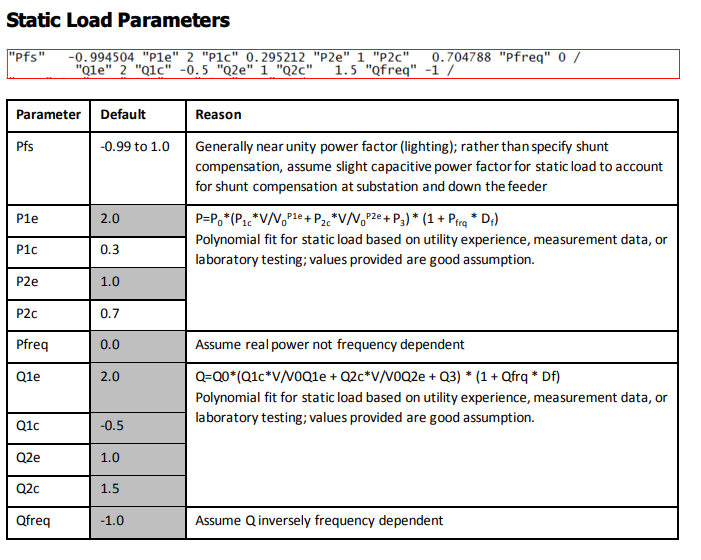 Static Load Parameters
"Pfs" -0.994504 "P1e" 2 "P1c" 0.295212 "P2e" 1 "P2c" 0.704788 "Pfreq" 0 /
"Q1e" 2 "Q1c" -0.5 "Q2e" 1 "Q2c" 1.5 "Qfreq" -1 /
Parameter Default Reason
Pfs -0.99 to 1.0 Generally near unity power factor (lighting); rather than specify shunt
compensation, assume slight capacitive power factor for static load to account
for shunt compensation at substation and down the feeder
P1e 2.0 P=P₀*(P₁c*V/V₀ᴾ¹ᵉ + P₂c*V/V₀ᴾ²ᵉ + P₃) * (1 + Pfrq * Df)
Polynomial fit for static load based on utility experience, measurement data, or
P1c 0.3 laboratory testing; values provided are good assumption.
P2e 1.0
P2c 0.7
Pfreq 0.0 Assume real power not frequency dependent
Q1e 2.0 Q=Q0*(Q1c*V/V0Q1e + Q2c*V/V0Q2e + Q3) * (1 + Qfrq * Df)
Polynomial fit for static load based on utility experience, measurement data, or
Q1c -0.5 laboratory testing; values provided are good assumption.
Q2e 1.0
Q2c 1.5
Qfreq -1.0 Assume Q inversely frequency dependent